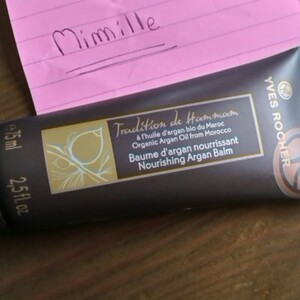 Mimille
Tradition de Hammam
à l'huile d'argan bio du Maroc
Organic Argan Oil from Morocco
Baume d'argan nourrissant
Nourishing Argan Balm
YVES ROCHER
75 ml
2,5 fl.oz.